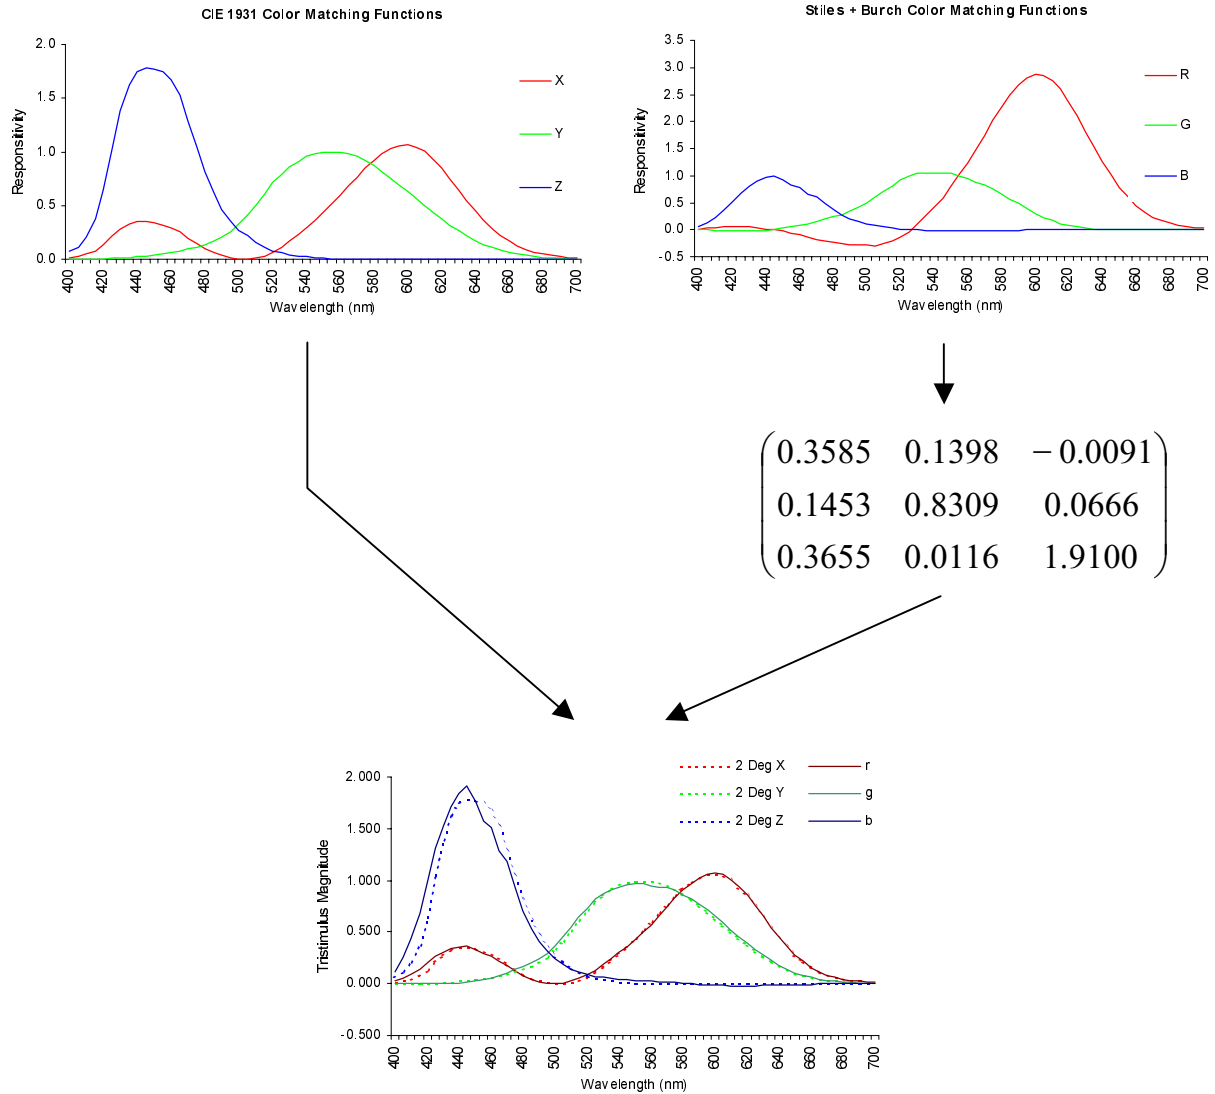 CIE 1931 Color Matching Functions
2.0
1.5
1.0
0.5
0.0
Responsitivity
X
Y
Z
400 420 440 460 480 500 520 540 560 580 600 620 640 660 680 700
Wavelength (nm)
Stiles + Burch Color Matching Functions
3.5
3.0
2.5
2.0
1.5
1.0
0.5
0.0
-0.5
Responsitivity
R
G
B
400 420 440 460 480 500 520 540 560 580 600 620 640 660 680 700
Wavelength (nm)
0.3585 0.1398 −0.0091
0.1453 0.8309 0.0666
0.3655 0.0116 1.9100
2 Deg X r
2 Deg Y g
2 Deg Z b
2.000
1.500
1.000
0.500
0.000
-0.500
Tristimulus Magnitude
400 420 440 460 480 500 520 540 560 580 600 620 640 660 680 700
Wavelength (nm)